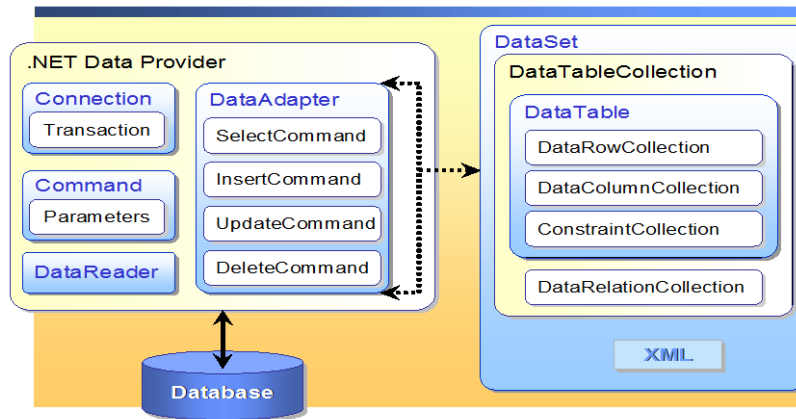 .NET Data Provider
Connection
Transaction
Command
Parameters
DataReader
DataAdapter
SelectCommand
InsertCommand
UpdateCommand
DeleteCommand
Database
DataSet
DataTableCollection
DataTable
DataRowCollection
DataColumnCollection
ConstraintCollection
DataRelationCollection
XML